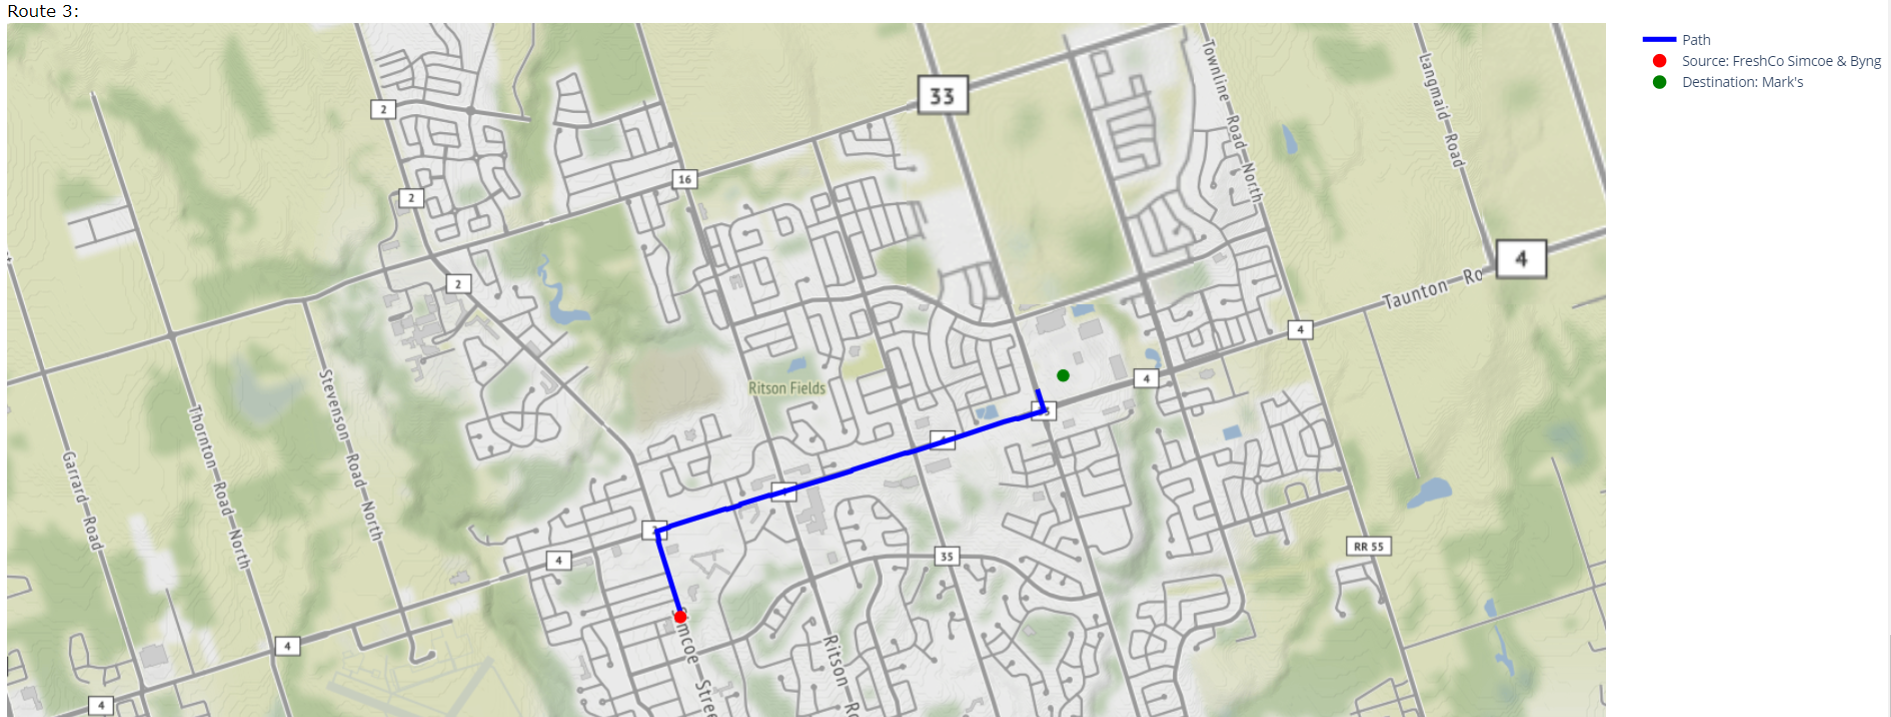 Route 3:
Path
Source: FreshCo Simcoe & Byng
Destination: Mark's
33
2
16
2
2
4
Taunton Ro
4
4
Townline Road North
Langmaid Road
Ritson Fields
Stevenson Road North
Thornton Road North
Garrard Road
4
35
RR 55
4
4
Ritson Ro
Stree